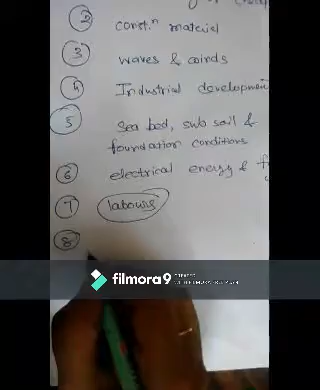 ② constⁿ material
③ waves & winds
④ Industrial development
⑤ Sea bed, sub soil &
foundation conditions
⑥ electrical energy & f
⑦ labours
⑧
filmora9
CREATED